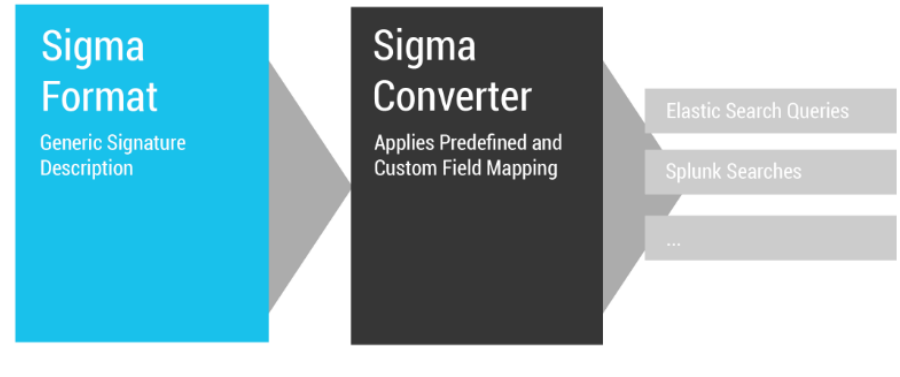 Sigma
Format
Generic Signature
Description
Sigma
Converter
Applies Predefined and
Custom Field Mapping
Elastic Search Queries
Splunk Searches
...